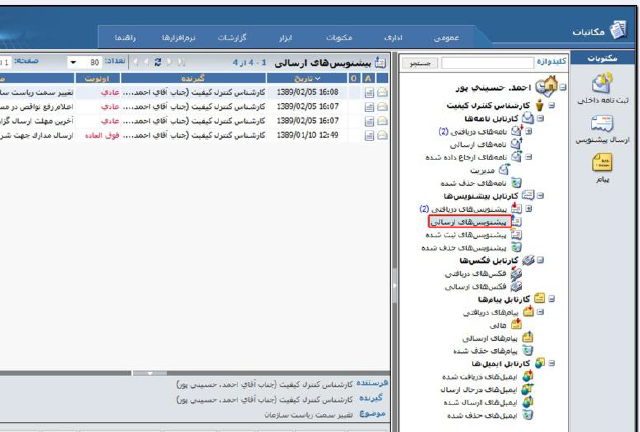 مکاتبات
عمومی
اداری
مکتوبات
ابزار
گزارشات
نرم‌افزارها
راهنما
مکتوبات
ثبت نامه داخلی
ارسال پیشنویس
پیام
کلیدواژه
جستجو
احمد، حسینی پور
کارشناس کنترل کیفیت
کارتابل نامه‌ها
نامه‌های دریافتی (2)
نامه‌های ارسالی
نامه‌های ارجاع داده شده
مدیریت
نامه‌های حذف شده
کارتابل پیشنویس‌ها
پیشنویس‌های دریافتی (2)
پیشنویس‌های ارسالی
پیشنویس‌های ثبت شده
پیشنویس‌های حذف شده
کارتابل فکس‌ها
فکس‌های دریافتی
فکس‌های ارسالی
کارتابل پیام‌ها
پیام‌های دریافتی
مالی
پیام‌های ارسالی
پیام‌های حذف شده
کارتابل ایمیل‌ها
ایمیل‌های دریافت شده
ایمیل‌های درحال ارسال
ایمیل‌های ارسال شده
ایمیل‌های حذف شده
پیشنویس‌های ارسالی 1 - 4 از 4
تعداد: 80
صفحه: 1
A O تاریخ گیرنده اولویت
1389/02/05 16:08 کارشناس کنترل کیفیت (جناب آقای احمد،... عادی تغییر سمت ریاست سا
1389/02/05 16:07 کارشناس کنترل کیفیت (جناب آقای احمد،... عادی اعلام رفع نواقص در
1389/02/05 16:07 کارشناس کنترل کیفیت (جناب آقای احمد،... عادی آخرین مهلت ارسال
1389/01/10 12:49 کارشناس کنترل کیفیت (جناب آقای احمد،... فوق العاده ارسال مدارک جهت
فرستنده کارشناس کنترل کیفیت (جناب آقای احمد، حسینی پور)
گیرنده کارشناس کنترل کیفیت (جناب آقای احمد، حسینی پور)
موضوع تغییر سمت ریاست سازمان